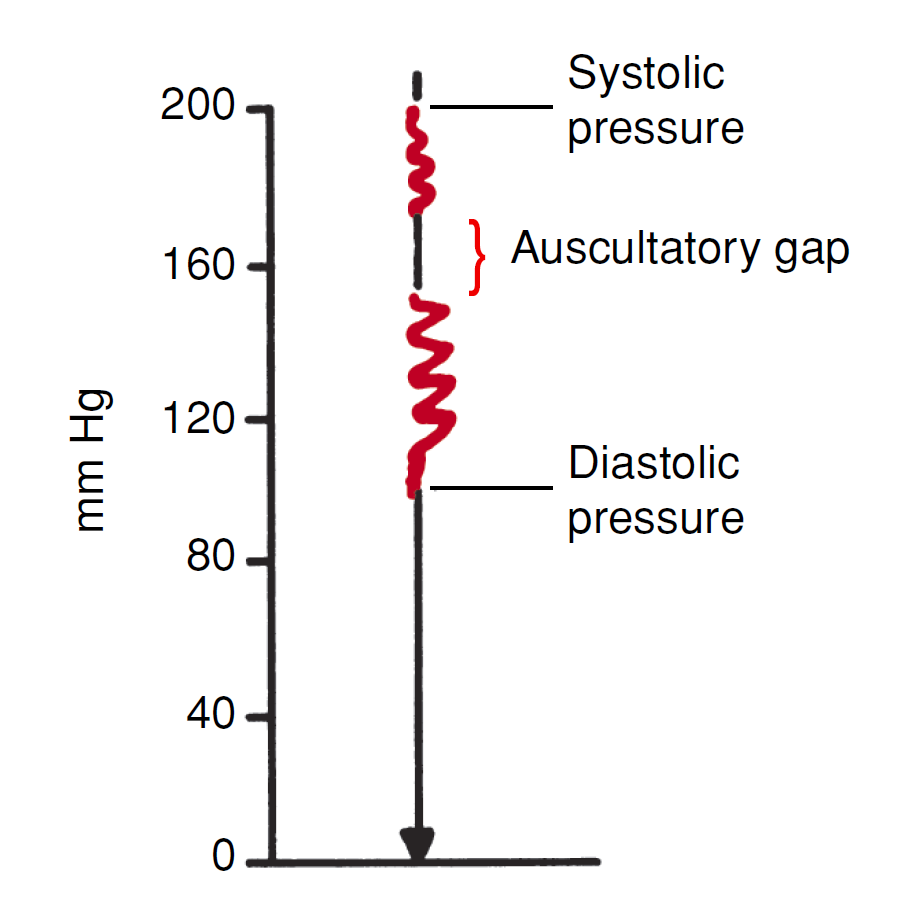 Systolic
pressure
200
Auscultatory gap
160
mm Hg
120
Diastolic
pressure
80
40
0